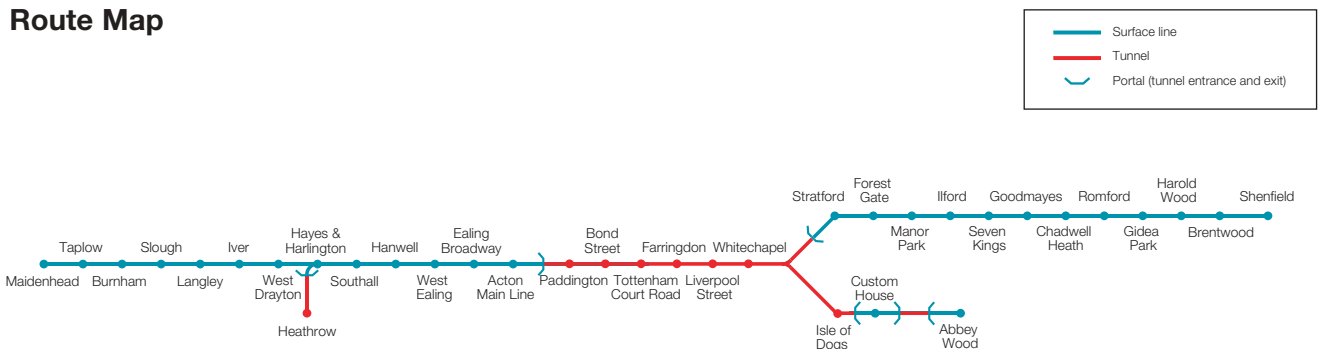 Route Map
Surface line
Tunnel
Portal (tunnel entrance and exit)
Maidenhead
Taplow
Burnham
Slough
Langley
Iver
West
Drayton
Hayes &
Harlington
Heathrow
Southall
Hanwell
West
Ealing
Ealing
Broadway
Acton
Main Line
Paddington
Bond
Street
Tottenham
Court Road
Farringdon
Liverpool
Street
Whitechapel
Stratford
Forest
Gate
Manor
Park
Ilford
Seven
Kings
Goodmayes
Chadwell
Heath
Romford
Gidea
Park
Harold
Wood
Brentwood
Shenfield
Isle of
Dogs
Custom
House
Abbey
Wood